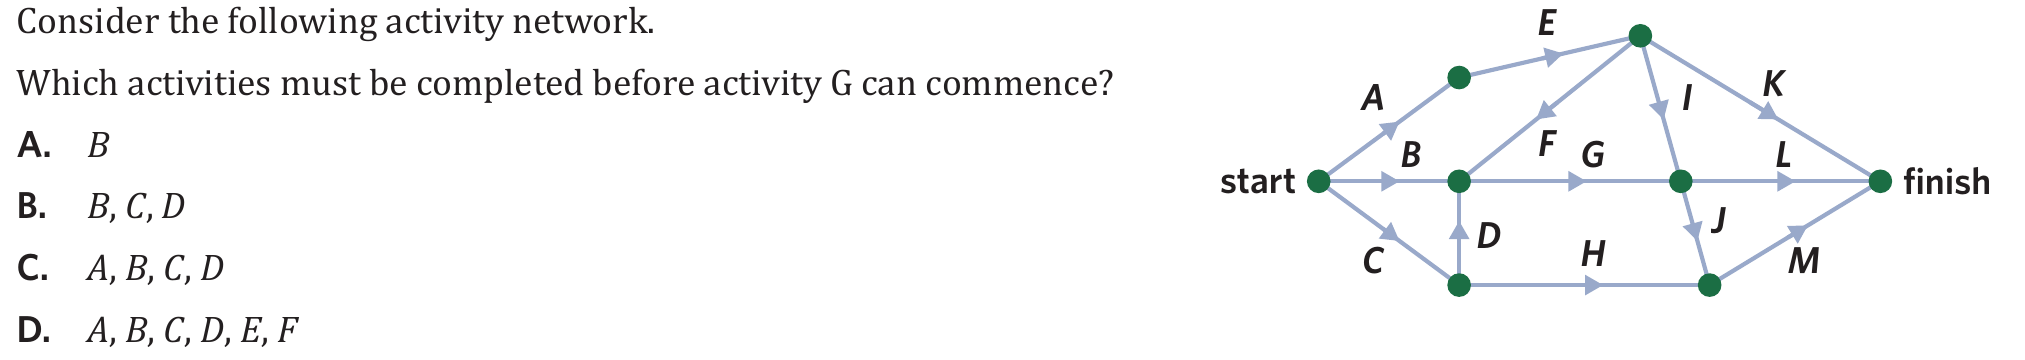 Consider the following activity network.
Which activities must be completed before activity G can commence?
A. B
B. B, C, D
C. A, B, C, D
D. A, B, C, D, E, F
E
A
K
I
B
F
G
L
start
finish
D
J
C
H
M